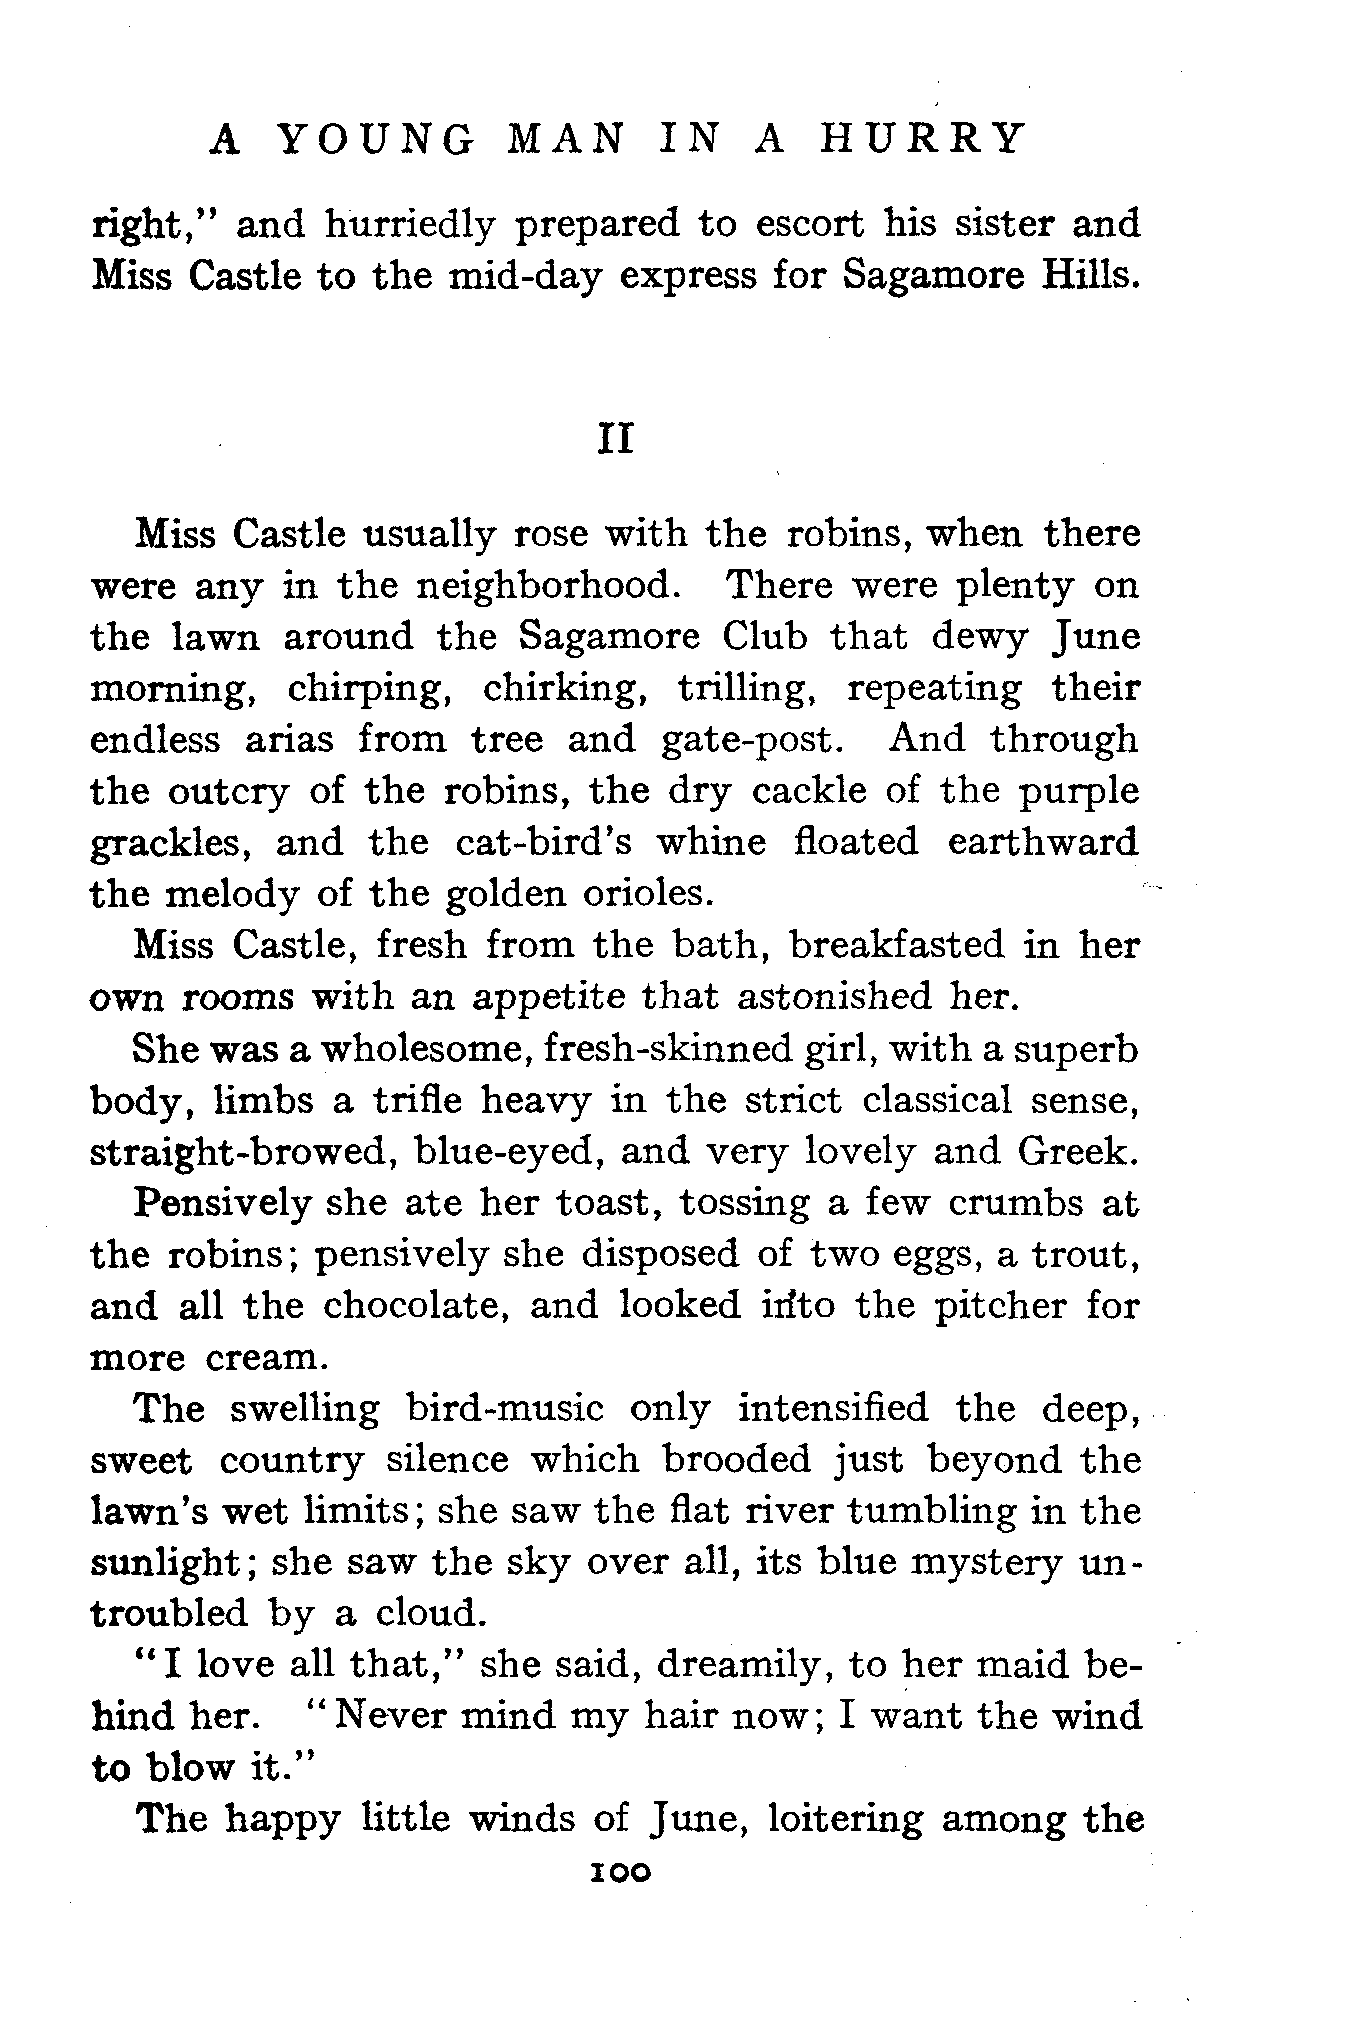 A YOUNG MAN IN A HURRY
right,” and hurriedly prepared to escort his sister and
Miss Castle to the mid-day express for Sagamore Hills.
II
Miss Castle usually rose with the robins, when there
were any in the neighborhood. There were plenty on
the lawn around the Sagamore Club that dewy June
morning, chirping, chirking, trilling, repeating their
endless arias from tree and gate-post. And through
the outcry of the robins, the dry cackle of the purple
grackles, and the cat-bird’s whine floated earthward
the melody of the golden orioles.
Miss Castle, fresh from the bath, breakfasted in her
own rooms with an appetite that astonished her.
She was a wholesome, fresh-skinned girl, with a superb
body, limbs a trifle heavy in the strict classical sense,
straight-browed, blue-eyed, and very lovely and Greek.
Pensively she ate her toast, tossing a few crumbs at
the robins; pensively she disposed of two eggs, a trout,
and all the chocolate, and looked into the pitcher for
more cream.
The swelling bird-music only intensified the deep,
sweet country silence which brooded just beyond the
lawn’s wet limits; she saw the flat river tumbling in the
sunlight; she saw the sky over all, its blue mystery un-
troubled by a cloud.
“I love all that,” she said, dreamily, to her maid be-
hind her. “Never mind my hair now; I want the wind
to blow it.”
The happy little winds of June, loitering among the
100